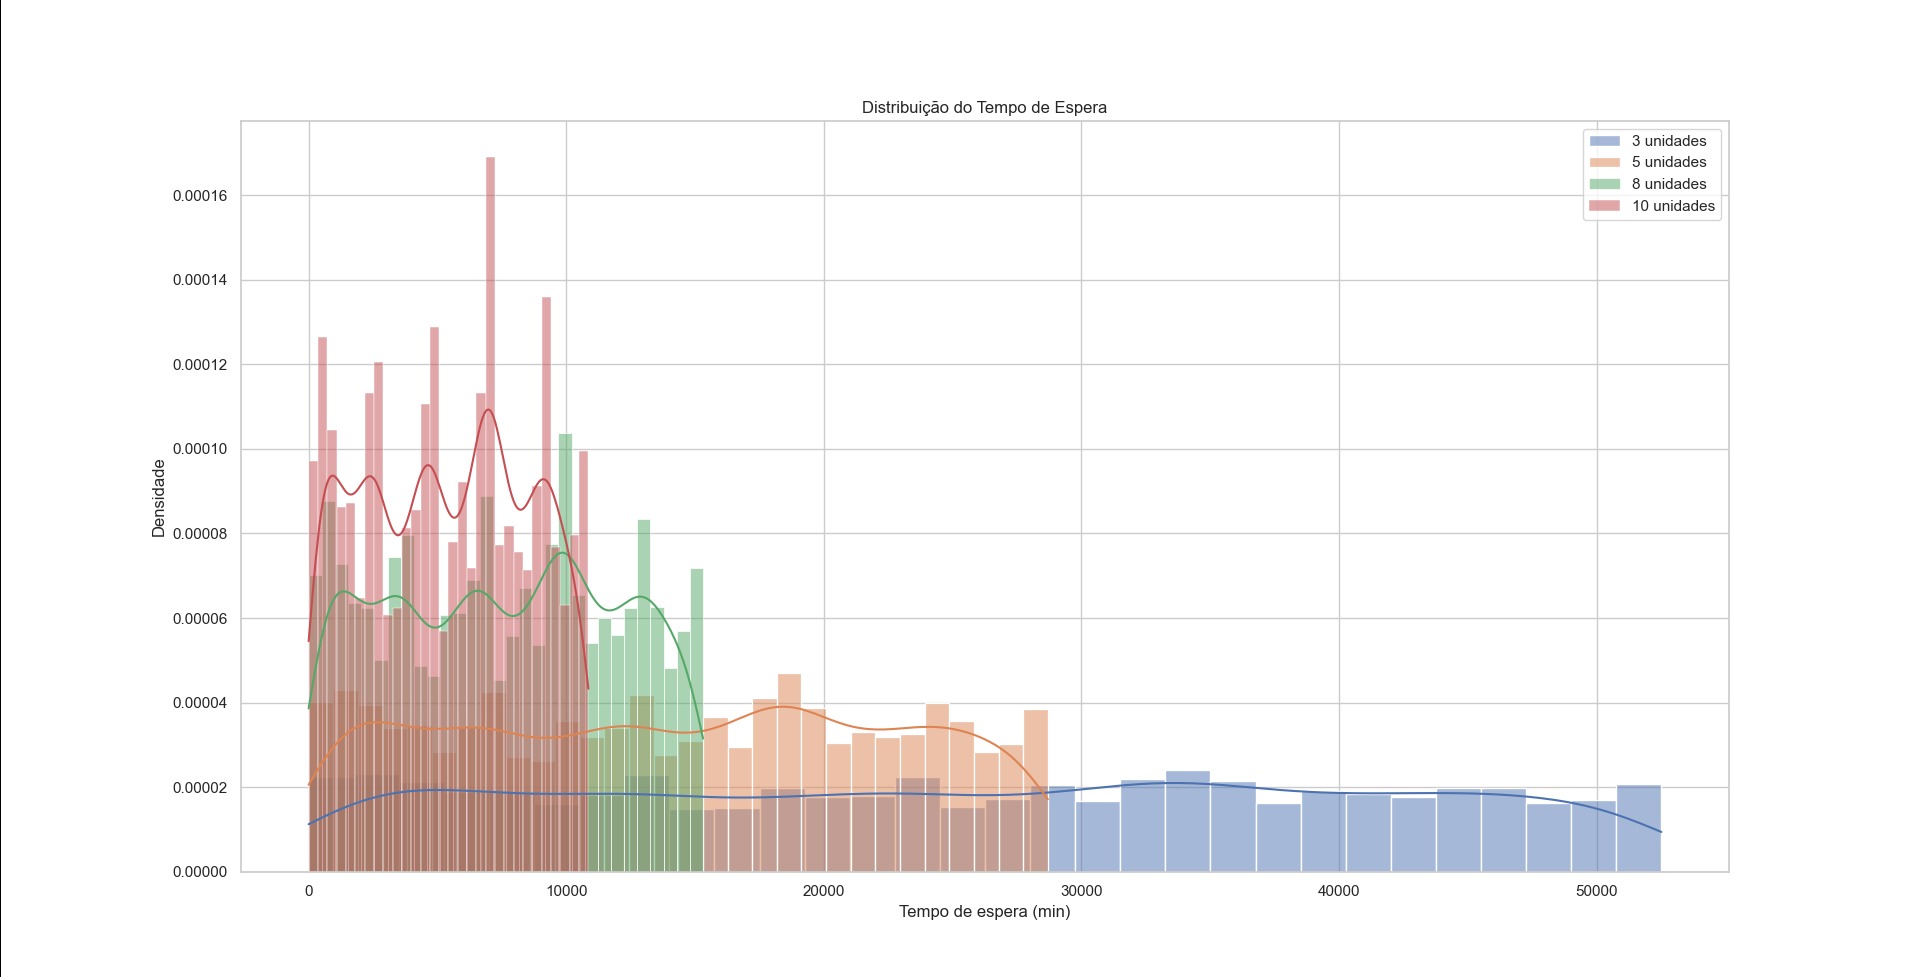 Distribuição do Tempo de Espera
3 unidades
5 unidades
8 unidades
10 unidades
Densidade
0.00016
0.00014
0.00012
0.00010
0.00008
0.00006
0.00004
0.00002
0.00000
0 10000 20000 30000 40000 50000
Tempo de espera (min)